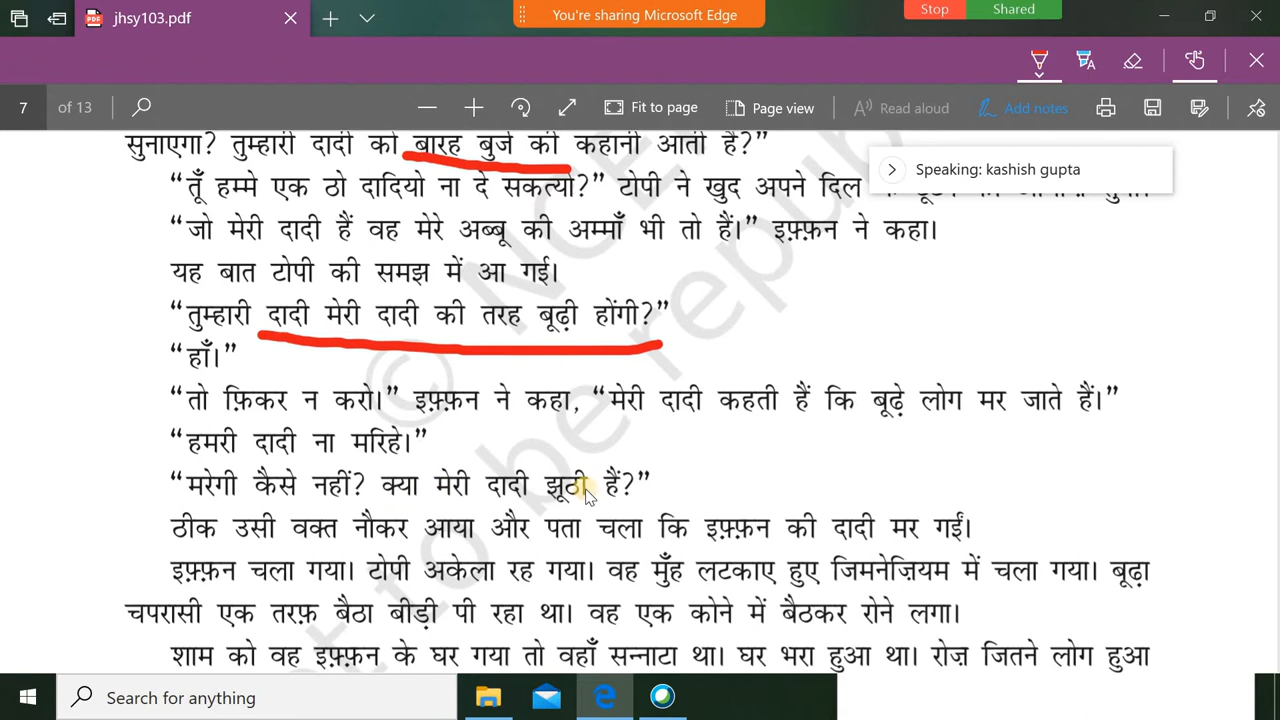 jhsy103.pdf
You're sharing Microsoft Edge
Stop Shared
7 of 13 Fit to page Page view Read aloud Add notes
Speaking: kashish gupta
सुनाएगा? तुम्हारी दादी को बारह बुर्ज की कहानी आती है?”
“तूँ हम्मे एक ठो दादियो ना दे सकत्यो?” टोपी ने खुद अपने दिल
“जो मेरी दादी हैं वह मेरे अब्बू की अम्माँ भी तो हैं।” इफ़्फ़न ने कहा।
यह बात टोपी की समझ में आ गई।
“तुम्हारी दादी मेरी दादी की तरह बूढ़ी होंगी?”
“हाँ।”
“तो फ़िकर न करो।” इफ़्फ़न ने कहा, “मेरी दादी कहती हैं कि बूढ़े लोग मर जाते हैं।”
“हमरी दादी ना मरिहे।”
“मरेगी कैसे नहीं? क्या मेरी दादी झूठी हैं?”
ठीक उसी वक्त नौकर आया और पता चला कि इफ़्फ़न की दादी मर गईं।
इफ़्फ़न चला गया। टोपी अकेला रह गया। वह मुँह लटकाए हुए जिमनेज़ियम में चला गया। बूढ़ा
चपरासी एक तरफ़ बैठा बीड़ी पी रहा था। वह एक कोने में बैठकर रोने लगा।
शाम को वह इफ़्फ़न के घर गया तो वहाँ सन्नाटा था। घर भरा हुआ था। रोज़ जितने लोग हुआ
© NCE
to be repub
Search for anything